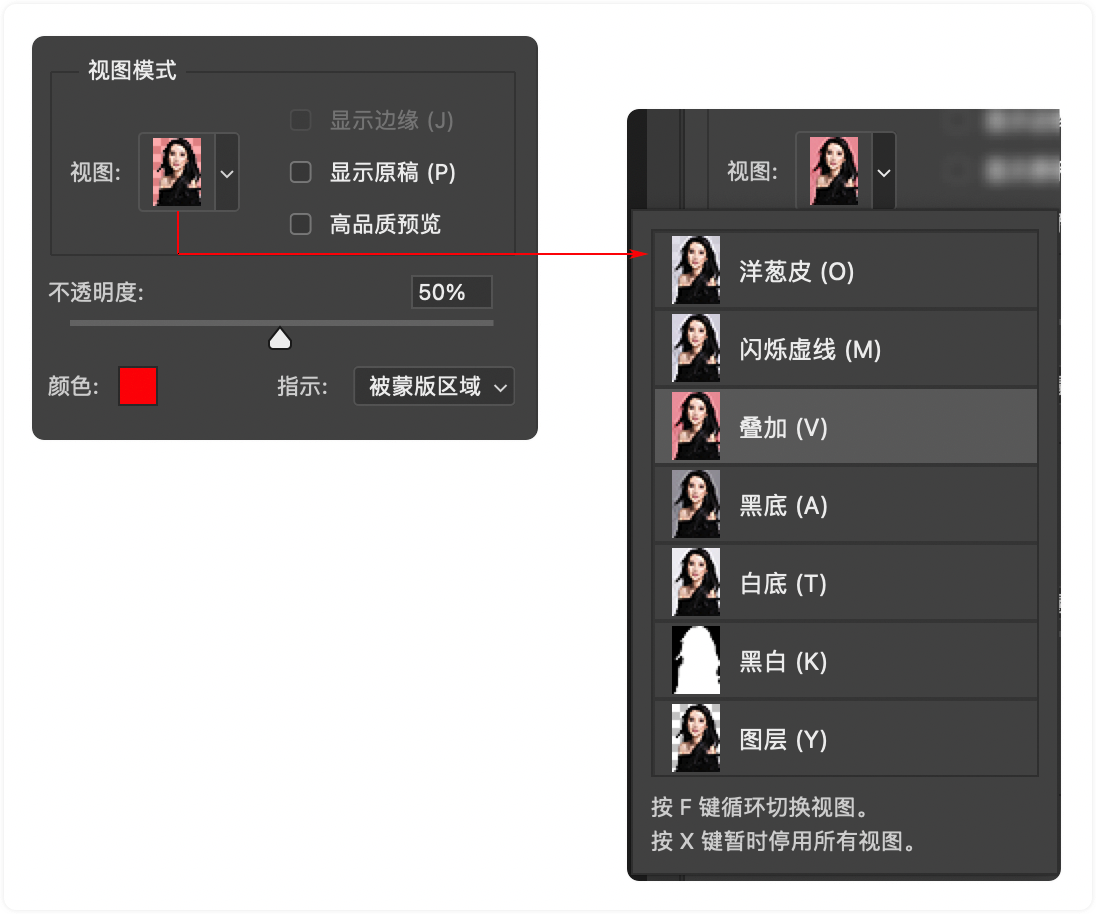 视图模式
视图:
显示边缘 (J)
显示原稿 (P)
高品质预览
不透明度:
50%
颜色:
指示:
被蒙版区域
视图:
洋葱皮 (O)
闪烁虚线 (M)
叠加 (V)
黑底 (A)
白底 (T)
黑白 (K)
图层 (Y)
按 F 键循环切换视图。
按 X 键暂时停用所有视图。